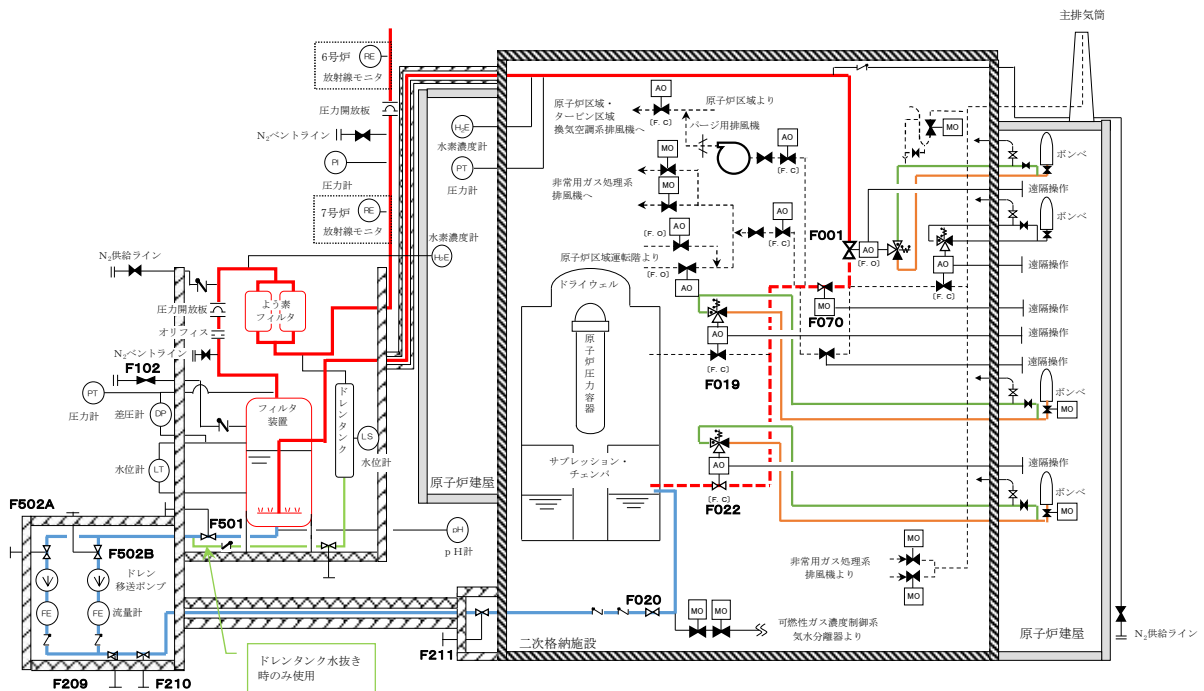 主排気筒
6号炉
RE
放射線モニタ
圧力開放板
N₂ベントライン
PI
圧力計
7号炉
RE
放射線モニタ
H₂E
水素濃度計
PT
圧力計
水素濃度計
H₂E
原子炉区域・
タービン区域
換気空調系排風機へ
AO
(F. C)
原子炉区域より
パージ用排風機
AO
(F. C)
MO
MO
非常用ガス処理系
排風機へ
AO
(F. O)
AO
(F. C)
原子炉区域運転階より
(F. O)
AO
F001
AO
(F. O)
MO
ボンベ
遠隔操作
ボンベ
AO
(F. C)
遠隔操作
MO
F070
遠隔操作
遠隔操作
遠隔操作
N₂供給ライン
圧力開放板
オリフィス
N₂ベントライン
よう素
フィルタ
F102
PT
圧力計
DP
差圧計
LT
水位計
フィルタ
装置
ドレンタンク
LS
水位計
原子炉建屋
ドライウェル
原子炉圧力容器
サプレッション・
チェンバ
AO
(F. C)
F019
AO
(F. C)
F022
ボンベ
MO
遠隔操作
ボンベ
MO
F502A
F501
F502B
pH
pH計
ドレン
移送ポンプ
FE
FE
流量計
F209
F210
ドレンタンク水抜き
時のみ使用
F211
F020
MO
MO
可燃性ガス濃度制御系
気水分離器より
MO
非常用ガス処理系
排風機より
MO
二次格納施設
原子炉建屋
N₂供給ライン